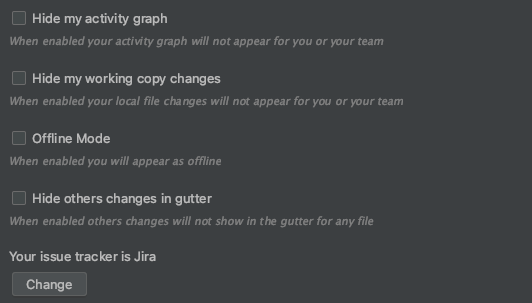 Hide my activity graph
When enabled your activity graph will not appear for you or your team
Hide my working copy changes
When enabled your local file changes will not appear for you or your team
Offline Mode
When enabled you will appear as offline
Hide others changes in gutter
When enabled others changes will not show in the gutter for any file
Your issue tracker is Jira
Change